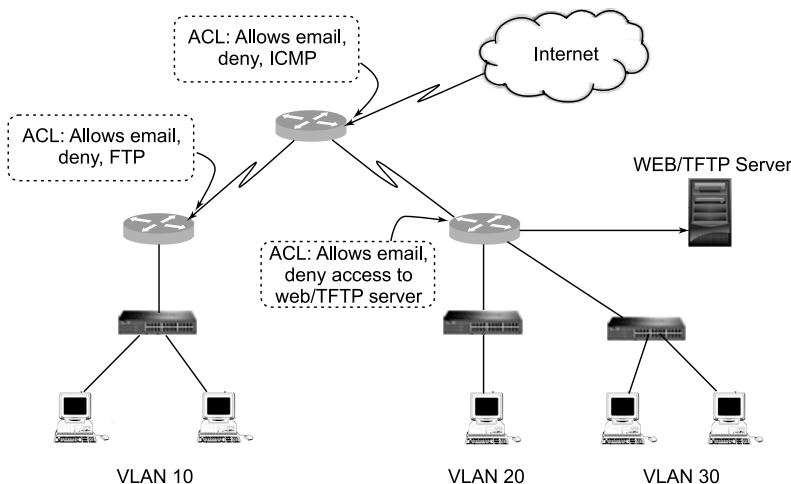 ACL: Allows email,
deny, ICMP
Internet
ACL: Allows email,
deny, FTP
WEB/TFTP Server
ACL: Allows email,
deny access to
web/TFTP server
VLAN 10
VLAN 20
VLAN 30